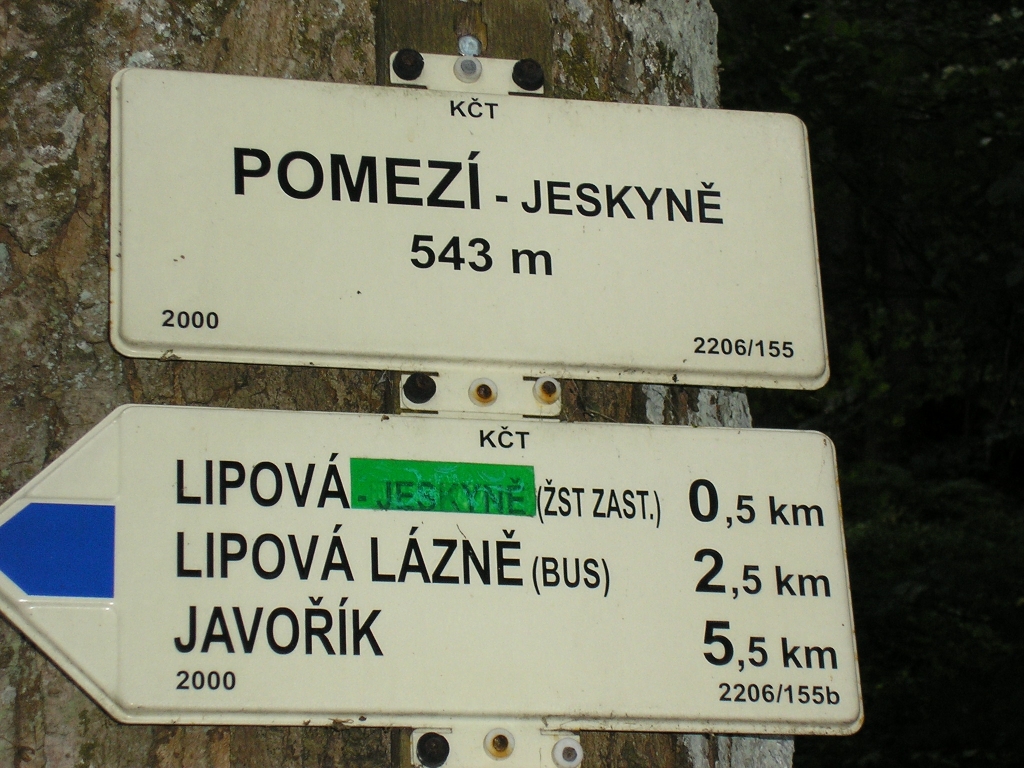 KČT
POMEZÍ - JESKYNĚ
543 m
2000 2206/155
KČT
LIPOVÁ - JESKYNĚ (ŽST ZAST.) 0,5 km
LIPOVÁ LÁZNĚ (BUS) 2,5 km
JAVOŘÍK 5,5 km
2000 2206/155b